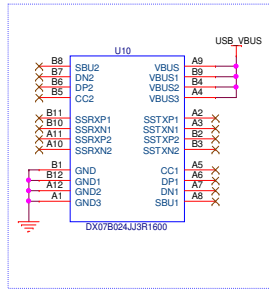 U10
USB_VBUS
B8 SBU2 VBUS A9
B7 DN2 VBUS1 B9
B6 DP2 VBUS2 B4
B5 CC2 VBUS3 A4
B11 SSRXP1 SSTXP1 A2
B10 SSRXN1 SSTXN1 A3
A11 SSRXP2 SSTXP2 B2
A10 SSRXN2 SSTXN2 B3
B1 GND CC1 A5
B12 GND1 DP1 A6
A12 GND2 DN1 A7
A1 GND3 SBU1 A8
DX07B024JJ3R1600